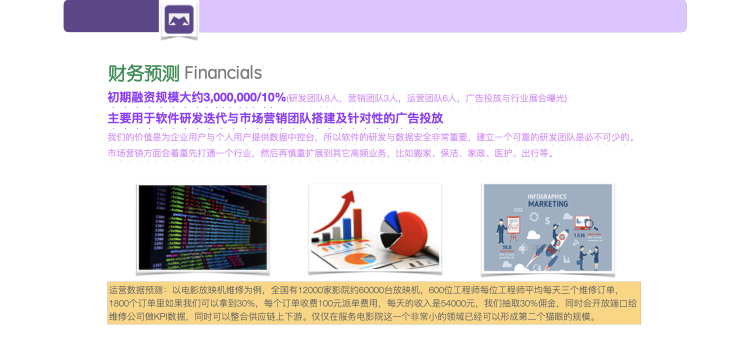 财务预测 Financials
初期融资规模大约3,000,000/10%(研发团队8人，营销团队3人，运营团队6人，广告投放与行业展会曝光)
主要用于软件研发迭代与市场营销团队搭建及针对性的广告投放
我们的价值是为企业用户与个人用户提供数据中控台，所以软件的研发与数据安全非常重要，建立一个可靠的研发团队是必不可少的。
市场营销方面会着重先打通一个行业，然后再慎重扩展到其它高频业务，比如搬家、保洁、家政、医护、出行等。
INFOGRAPHICS
MARKETING
运营数据预测：以电影放映机维修为例，全国有12000家影院约60000台放映机，600位工程师每位工程师平均每天三个维修订单，
1800个订单里如果我们可以拿到30%，每个订单收费100元派单费用，每天的收入是54000元，我们抽取30%佣金，同时会开放端口给
维修公司做KPI数据，同时可以整合供应链上下游。仅仅在服务电影院这一个非常小的领域已经可以形成第二个猫眼的规模。